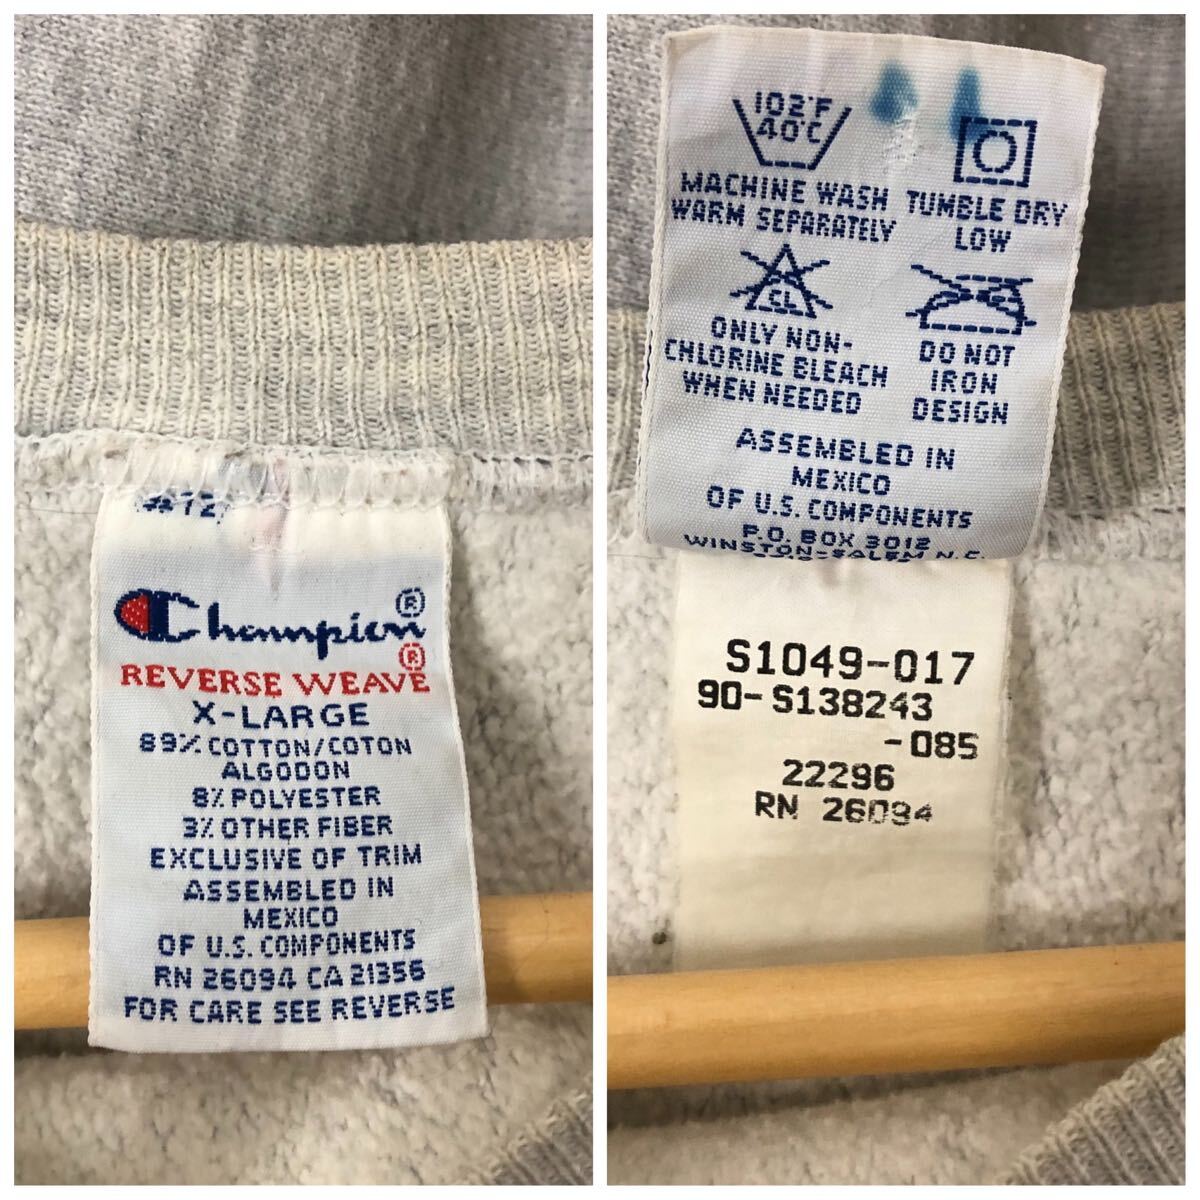 #12
Champion®
REVERSE WEAVE®
X-LARGE
89% COTTON/COTON
ALGODON
8% POLYESTER
3% OTHER FIBER
EXCLUSIVE OF TRIM
ASSEMBLED IN
MEXICO
OF U.S. COMPONENTS
RN 26094 CA 21356
FOR CARE SEE REVERSE
102°F
40°C
MACHINE WASH
WARM SEPARATELY
TUMBLE DRY
LOW
CL
ONLY NON-
CHLORINE BLEACH
WHEN NEEDED
DO NOT
IRON
DESIGN
ASSEMBLED IN
MEXICO
OF U.S. COMPONENTS
P.O. BOX 3012
WINSTON-SALEM N.C.
S1049-017
90-S138243
-085
22296
RN 26094